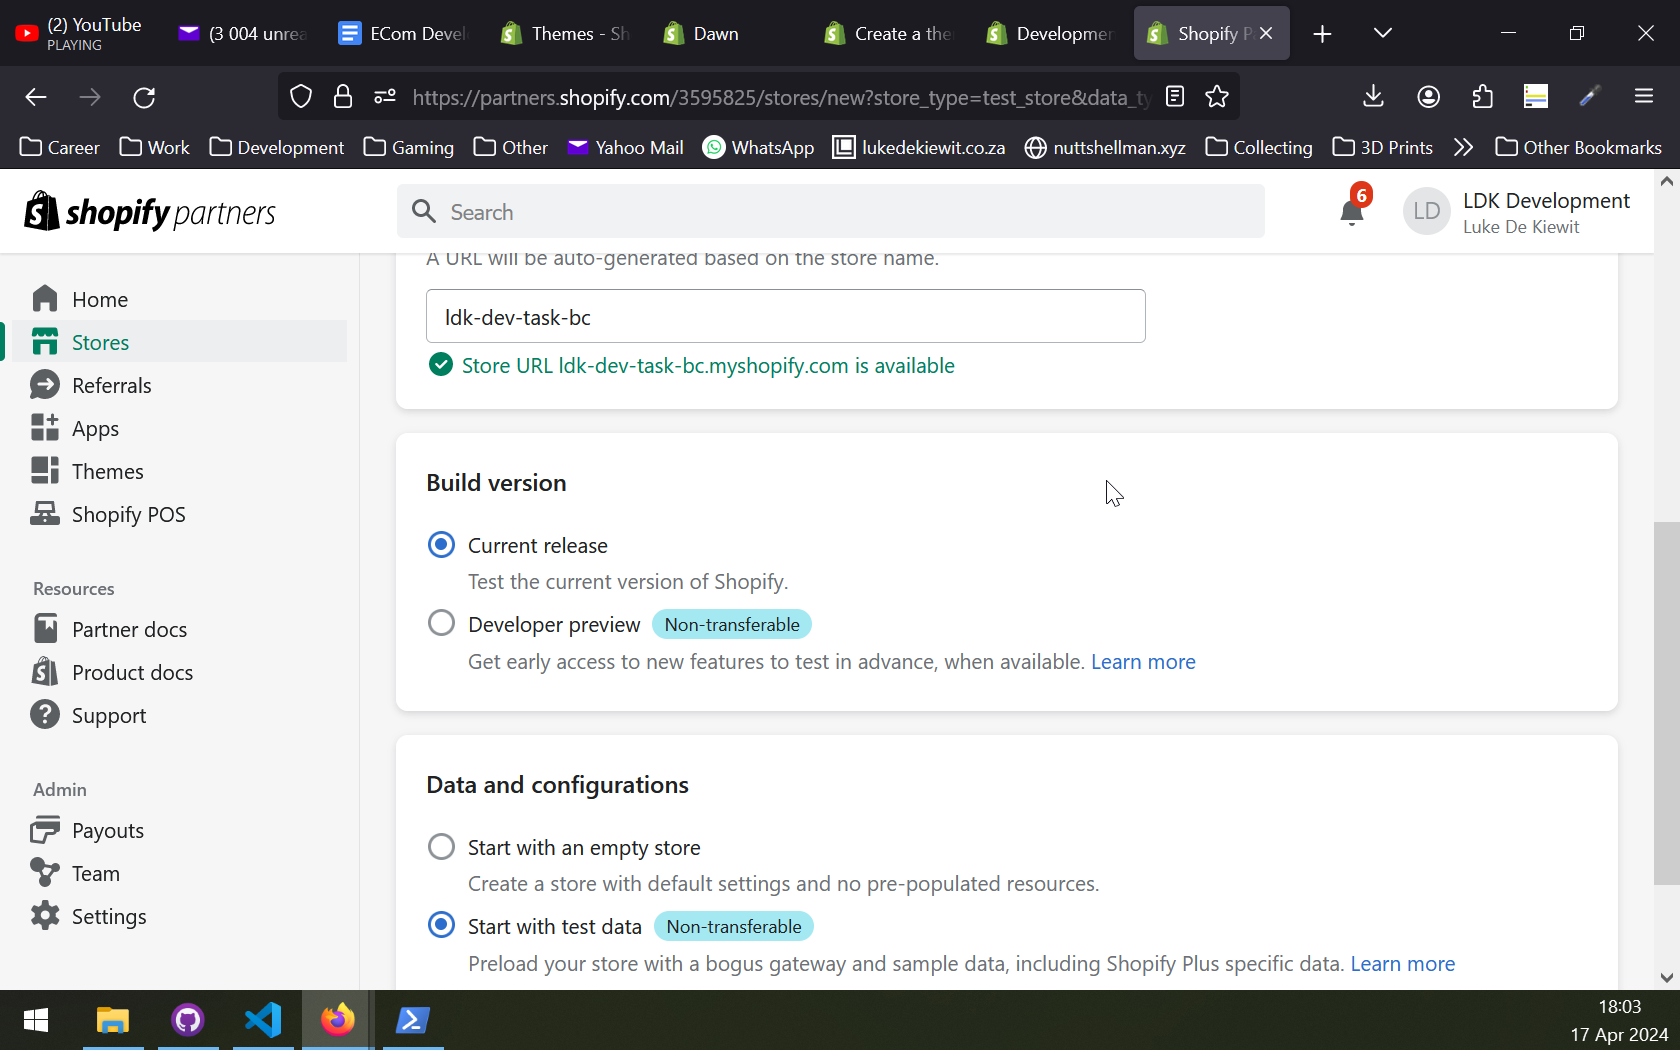 (2) YouTube
PLAYING
(3 004 unrea
ECom Devel
Themes - Sh
Dawn
Create a the
Developmen
Shopify P
https://partners.shopify.com/3595825/stores/new?store_type=test_store&data_ty
Career
Work
Development
Gaming
Other
Yahoo Mail
WhatsApp
lukedekiewit.co.za
nuttshellman.xyz
Collecting
3D Prints
Other Bookmarks
shopify partners
Search
6
LD
LDK Development
Luke De Kiewit
Home
Stores
Referrals
Apps
Themes
Shopify POS
Resources
Partner docs
Product docs
Support
Admin
Payouts
Team
Settings
A URL will be auto-generated based on the store name.
ldk-dev-task-bc
Store URL ldk-dev-task-bc.myshopify.com is available
Build version
Current release
Test the current version of Shopify.
Developer preview Non-transferable
Get early access to new features to test in advance, when available. Learn more
Data and configurations
Start with an empty store
Create a store with default settings and no pre-populated resources.
Start with test data Non-transferable
Preload your store with a bogus gateway and sample data, including Shopify Plus specific data. Learn more
18:03
17 Apr 2024